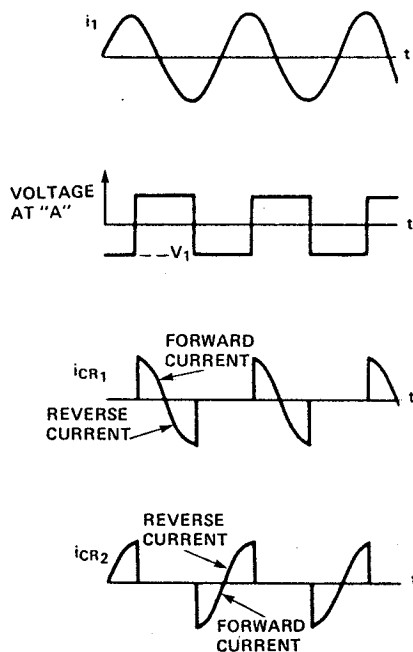 i1
t
VOLTAGE
AT "A"
t
– – V1
FORWARD
CURRENT
iCR1
t
REVERSE
CURRENT
REVERSE
CURRENT
iCR2
t
FORWARD
CURRENT